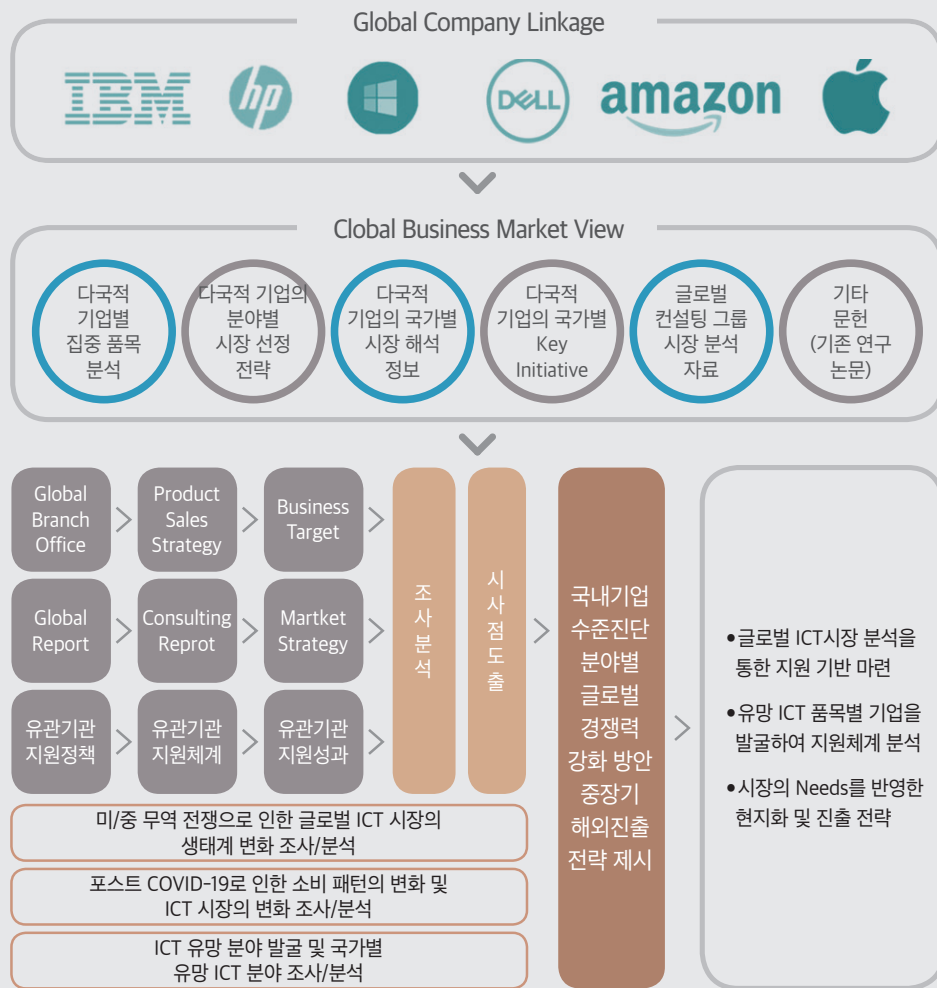 Global Company Linkage
IBM
hp
DELL
amazon
Clobal Business Market View
다국적
기업별
집중 품목
분석
다국적 기업의
분야별
시장 선정
전략
다국적
기업의 국가별
시장 해석
정보
다국적
기업의 국가별
Key
Initiative
글로벌
컨설팅 그룹
시장 분석
자료
기타
문헌
(기존 연구
논문)
Global
Branch
Office
Product
Sales
Strategy
Business
Target
Global
Report
Consulting
Reprot
Martket
Strategy
유관기관
지원정책
유관기관
지원체계
유관기관
지원성과
조사분석
시사점도출
국내기업
수준진단
분야별
글로벌
경쟁력
강화 방안
중장기
해외진출
전략 제시
•글로벌 ICT시장 분석을
통한 지원 기반 마련
•유망 ICT 품목별 기업을
발굴하여 지원체계 분석
•시장의 Needs를 반영한
현지화 및 진출 전략
미/중 무역 전쟁으로 인한 글로벌 ICT 시장의
생태계 변화 조사/분석
포스트 COVID-19로 인한 소비 패턴의 변화 및
ICT 시장의 변화 조사/분석
ICT 유망 분야 발굴 및 국가별
유망 ICT 분야 조사/분석